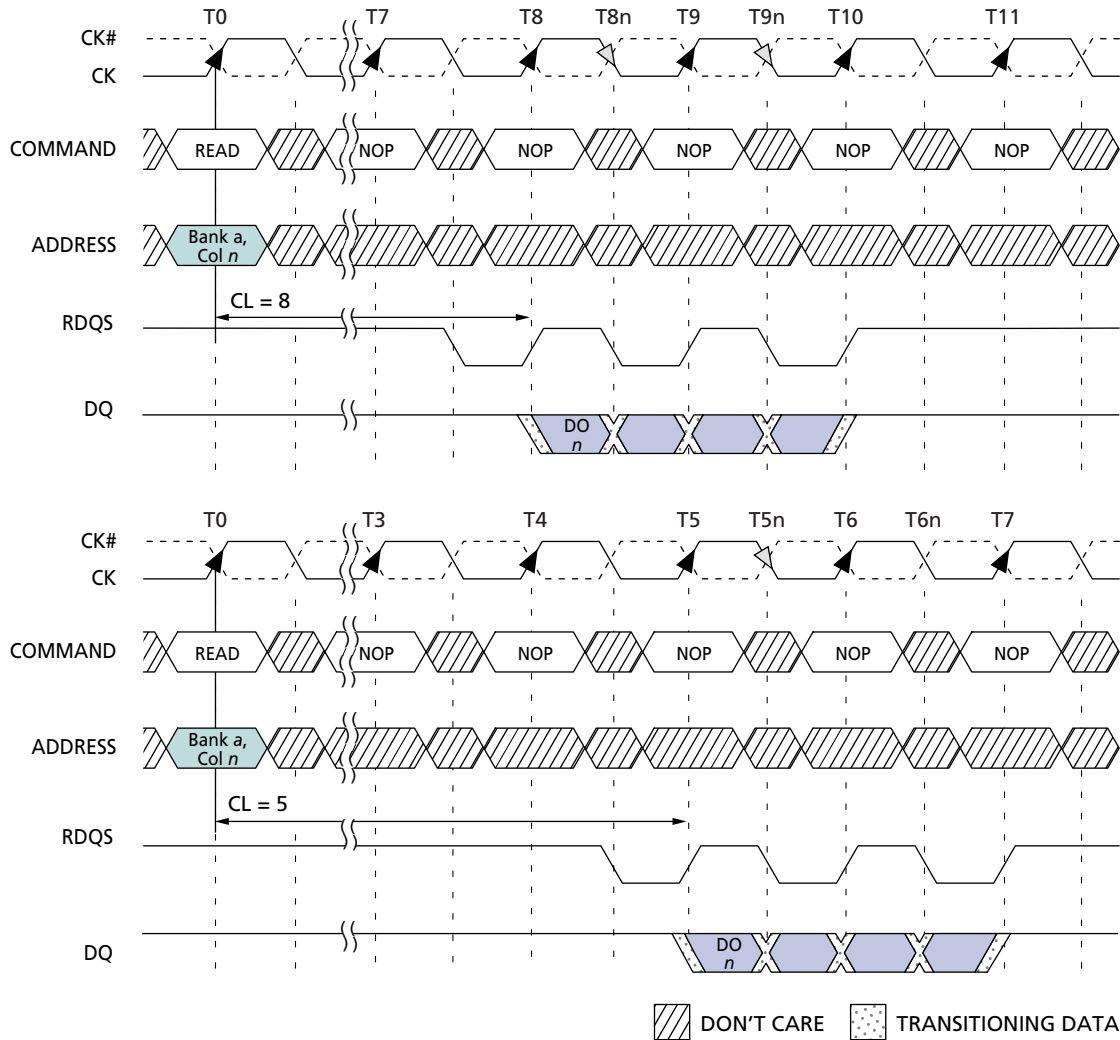 T0 T7 T8 T8n T9 T9n T10 T11
CK#
CK
COMMAND READ NOP NOP NOP NOP NOP
ADDRESS Bank a,
Col n
CL = 8
RDQS
DQ
DO
n
T0 T3 T4 T5 T5n T6 T6n T7
CK#
CK
COMMAND READ NOP NOP NOP NOP NOP
ADDRESS Bank a,
Col n
CL = 5
RDQS
DQ
DO
n
DON'T CARE TRANSITIONING DATA